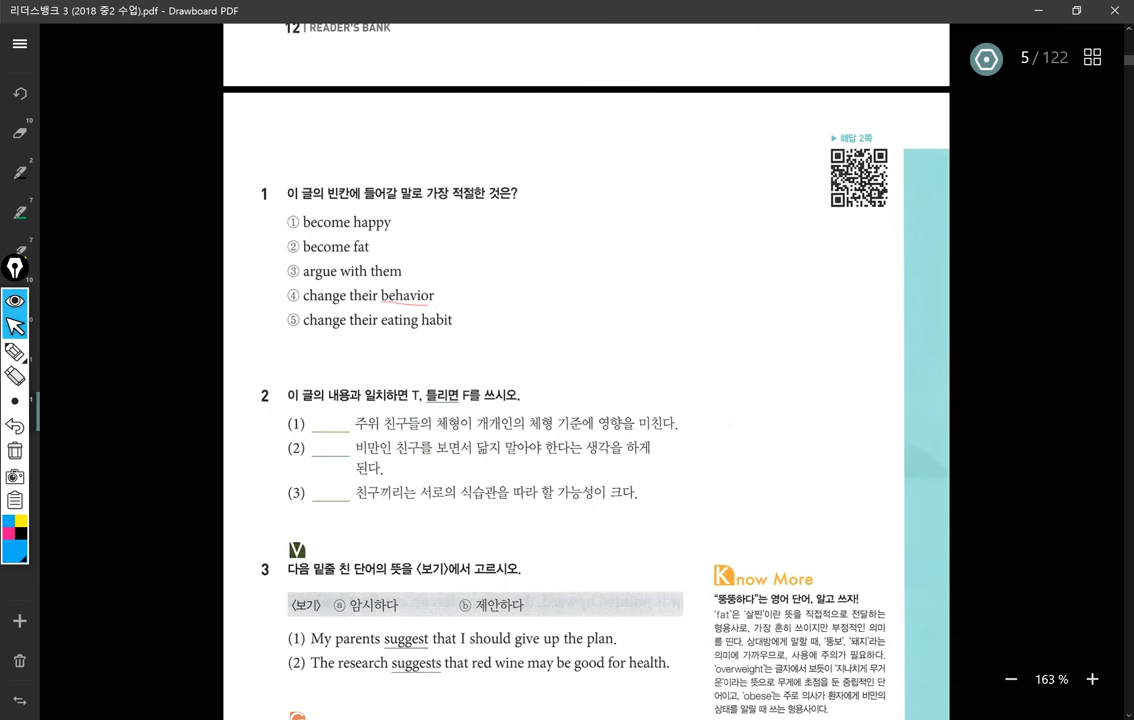 리더스뱅크 3 (2018 중2 수업).pdf - Drawboard PDF
12 | READER'S BANK
5 / 122
▶ 해답 2쪽
1 이 글의 빈칸에 들어갈 말로 가장 적절한 것은?
① become happy
② become fat
③ argue with them
④ change their behavior
⑤ change their eating habit
2 이 글의 내용과 일치하면 T, 틀리면 F를 쓰시오.
(1) ______ 주위 친구들의 체형이 개개인의 체형 기준에 영향을 미친다.
(2) ______ 비만인 친구를 보면서 닮지 말아야 한다는 생각을 하게
된다.
(3) ______ 친구끼리는 서로의 식습관을 따라 할 가능성이 크다.
V
3 다음 밑줄 친 단어의 뜻을 〈보기〉에서 고르시오.
〈보기〉 ⓐ 암시하다 ⓑ 제안하다
(1) My parents suggest that I should give up the plan.
(2) The research suggests that red wine may be good for health.
Know More
"뚱뚱하다"는 영어 단어, 알고 쓰자!
'fat'은 '살찐'이란 뜻을 직접적으로 전달하는
형용사로, 가장 흔히 쓰이지만 부정적인 의미
를 띤다. 상대방에게 말할 때, '뚱보', '돼지'라는
의미에 가까우므로, 사용에 주의가 필요하다.
'overweight'는 글자에서 보듯이 '지나치게 무거
운'이라는 뜻으로 무게에 초점을 둔 중립적인 단
어이고, 'obese'는 주로 의사가 환자에게 비만의
상태를 알릴 때 쓰는 형용사이다.
163 %
10
2
7
7
10
0
1
1